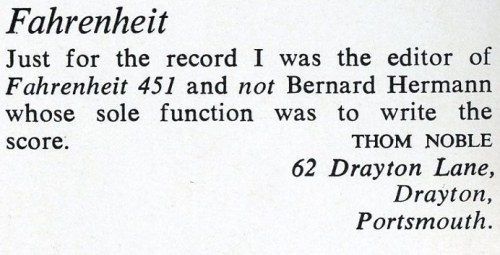 Fahrenheit
Just for the record I was the editor of
Fahrenheit 451 and not Bernard Hermann
whose sole function was to write the
score. THOM NOBLE
62 Drayton Lane,
Drayton,
Portsmouth.